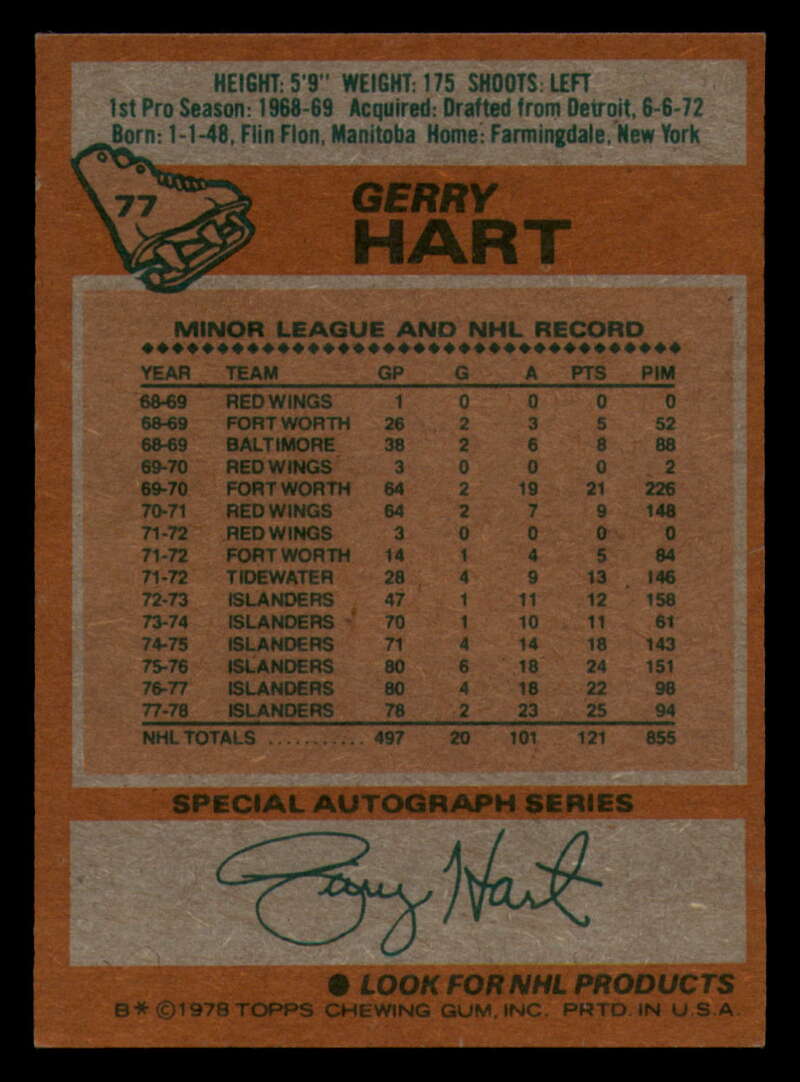 HEIGHT: 5'9" WEIGHT: 175 SHOOTS: LEFT
1st Pro Season: 1968-69 Acquired: Drafted from Detroit, 6-6-72
Born: 1-1-48, Flin Flon, Manitoba Home: Farmingdale, New York
77
GERRY
HART
MINOR LEAGUE AND NHL RECORD
YEAR TEAM GP G A PTS PIM
68-69 RED WINGS 1 0 0 0 0
68-69 FORT WORTH 26 2 3 5 52
68-69 BALTIMORE 38 2 6 8 88
69-70 RED WINGS 3 0 0 0 2
69-70 FORT WORTH 64 2 19 21 226
70-71 RED WINGS 64 2 7 9 148
71-72 RED WINGS 3 0 0 0 0
71-72 FORT WORTH 14 1 4 5 84
71-72 TIDEWATER 28 4 9 13 146
72-73 ISLANDERS 47 1 11 12 158
73-74 ISLANDERS 70 1 10 11 61
74-75 ISLANDERS 71 4 14 18 143
75-76 ISLANDERS 80 6 18 24 151
76-77 ISLANDERS 80 4 18 22 98
77-78 ISLANDERS 78 2 23 25 94
NHL TOTALS ........... 497 20 101 121 855
SPECIAL AUTOGRAPH SERIES
Gerry Hart
● LOOK FOR NHL PRODUCTS
B* ©1978 TOPPS CHEWING GUM, INC. PRTD. IN U.S.A.